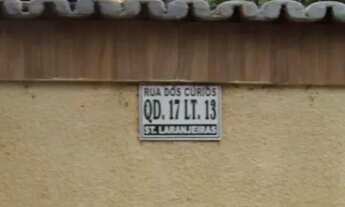 RUA DOS CURIÓS
QD. 17 LT. 13
ST. LARANJEIRAS